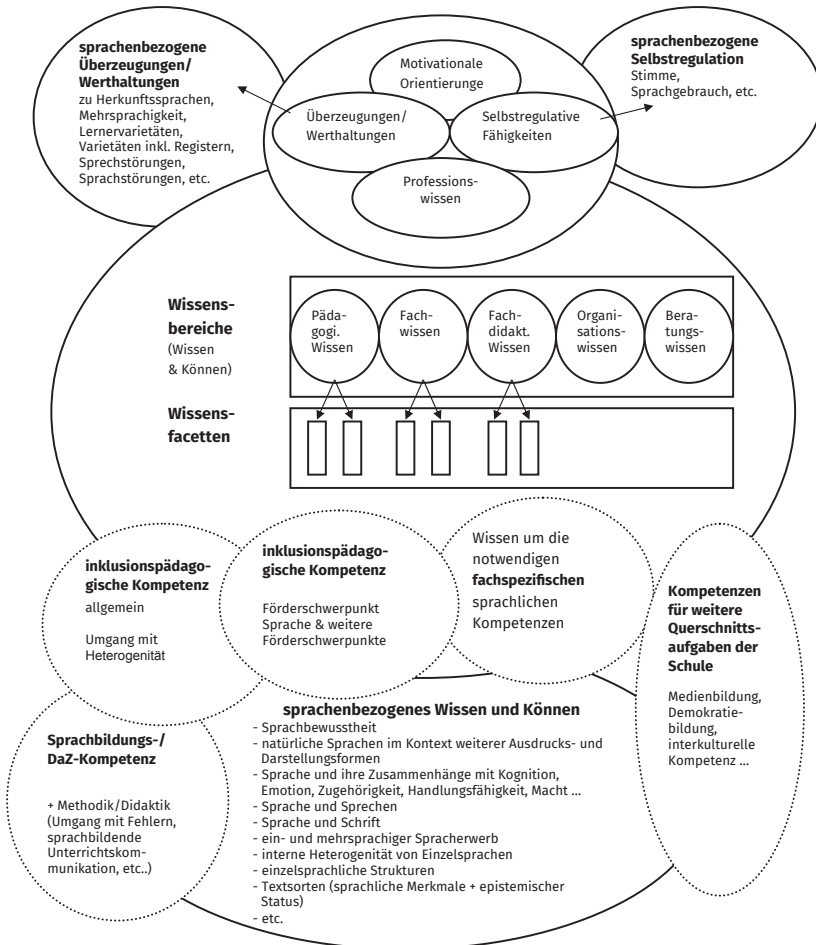 sprachenbezogene
Überzeugungen/
Werthaltungen
zu Herkunftssprachen,
Mehrsprachigkeit,
Lernervarietäten,
Varietäten inkl. Registern,
Sprechstörungen,
Sprachstörungen, etc.
Motivationale
Orientierunge
Überzeugungen/
Werthaltungen
Selbstregulative
Fähigkeiten
Professions-
wissen
sprachenbezogene
Selbstregulation
Stimme,
Sprachgebrauch, etc.
Wissens-
bereiche
(Wissen
& Können)
Päda-
gogi.
Wissen
Fach-
wissen
Fach-
didakt.
Wissen
Organi-
sations-
wissen
Bera-
tungs-
wissen
Wissens-
facetten
inklusionspädago-
gische Kompetenz
allgemein
Umgang mit
Heterogenität
inklusionspädago-
gische Kompetenz
Förderschwerpunkt
Sprache & weitere
Förderschwerpunkte
Wissen um die
notwendigen
fachspezifischen
sprachlichen
Kompetenzen
Kompetenzen
für weitere
Querschnitts-
aufgaben der
Schule
Medienbildung,
Demokratie-
bildung,
interkulturelle
Kompetenz ...
Sprachbildungs-/
DaZ-Kompetenz
+ Methodik/Didaktik
(Umgang mit Fehlern,
sprachbildende
Unterrichtskom-
munikation, etc..)
sprachenbezogenes Wissen und Können
- Sprachbewusstheit
- natürliche Sprachen im Kontext weiterer Ausdrucks- und
Darstellungsformen
- Sprache und ihre Zusammenhänge mit Kognition,
Emotion, Zugehörigkeit, Handlungsfähigkeit, Macht ...
- Sprache und Sprechen
- Sprache und Schrift
- ein- und mehrsprachiger Spracherwerb
- interne Heterogenität von Einzelsprachen
- einzelsprachliche Strukturen
- Textsorten (sprachliche Merkmale + epistemischer
Status)
- etc.